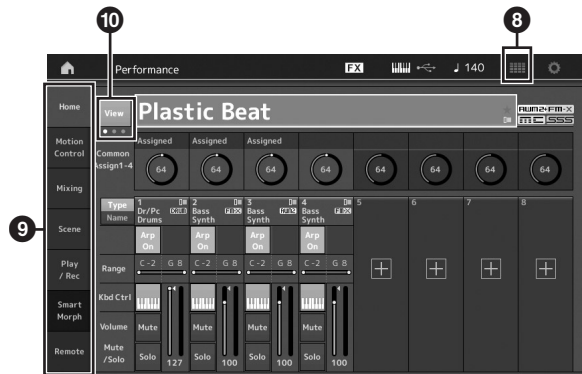 10
8
Performance
FX
140
View
Plastic Beat
AWM2+FM-X
MC SSS
9
Home
Motion Control
Mixing
Scene
Play / Rec
Smart Morph
Remote
Common
Assign1-4
Assigned Assigned Assigned
64 64 64 64 64 64 64 64
Type
Name
1 Dr/Pc Drums
2 Bass Synth
3 Bass Synth
4 Bass Synth
5 6 7 8
Arp On Arp On Arp On Arp On
Range C -2 G 8 C -2 G 8 C -2 G 8 C -2 G 8
Kbd Ctrl
Volume Mute Mute Mute Mute
Mute /Solo Solo 127 Solo 100 Solo 100 Solo 100